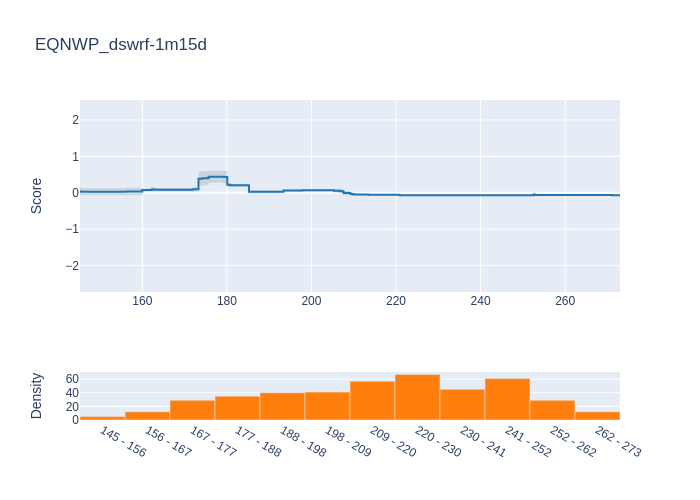 EQNWP_dswrf-1m15d
Score
2
1
0
−1
−2
160 180 200 220 240 260
Density
60
40
20
0
145 - 156 156 - 167 167 - 177 177 - 188 188 - 198 198 - 209 209 - 220 220 - 230 230 - 241 241 - 252 252 - 262 262 - 273